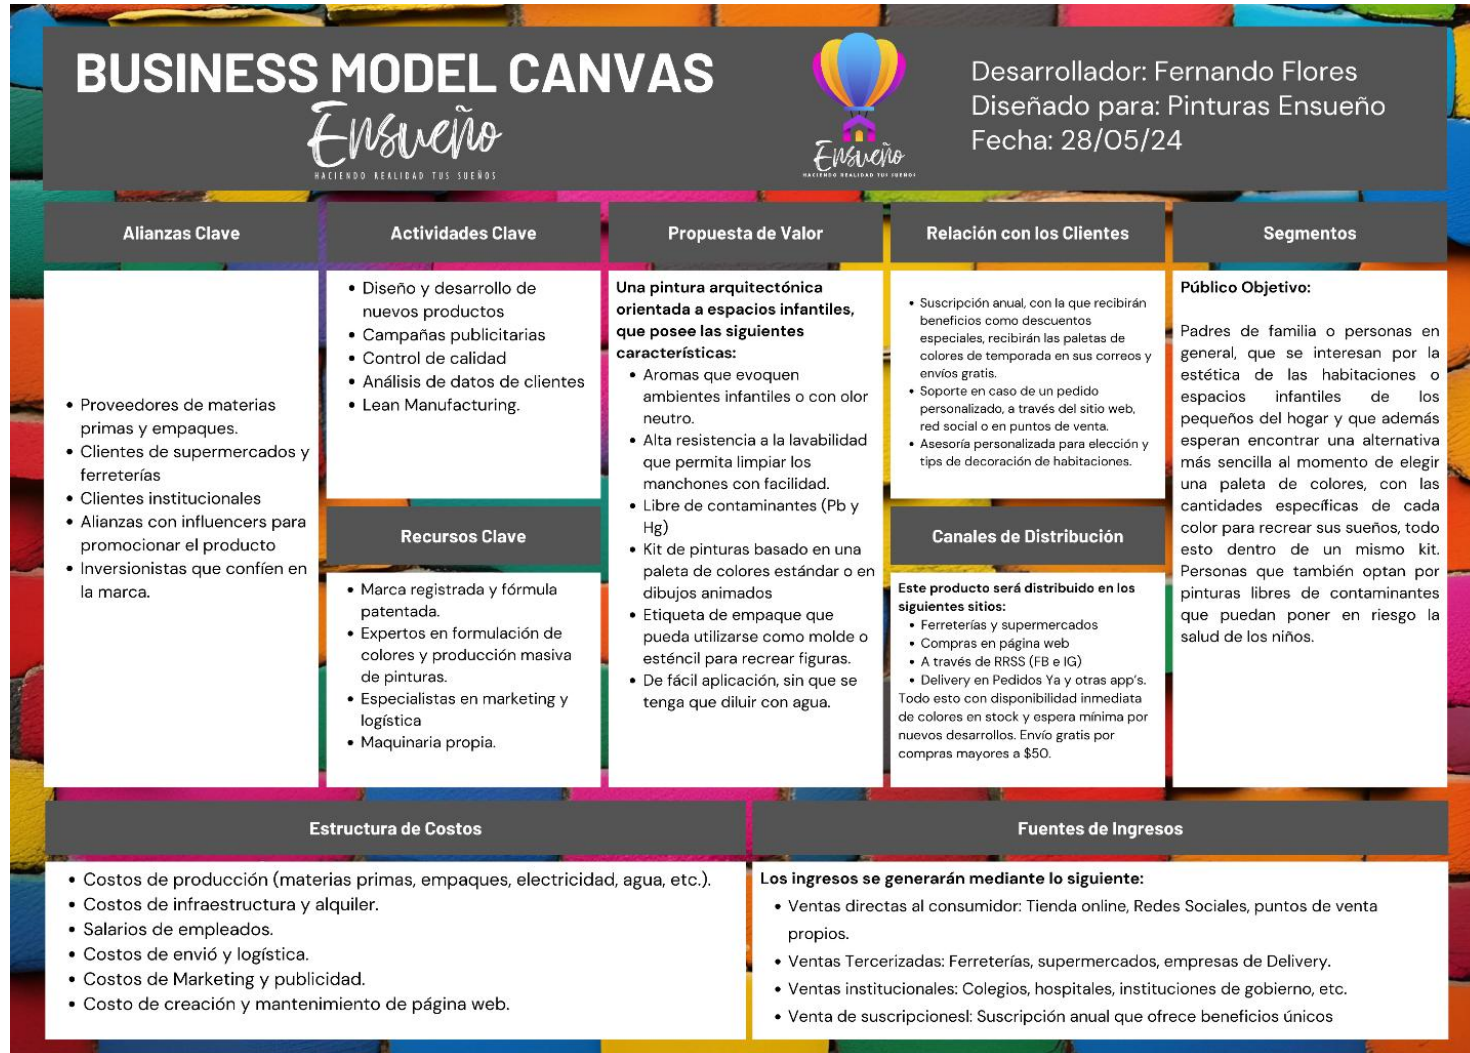 BUSINESS MODEL CANVAS
Ensueño
HACIENDO REALIDAD TUS SUEÑOS
Ensueño
HACIENDO REALIDAD TUS SUEÑOS
Desarrollador: Fernando Flores
Diseñado para: Pinturas Ensueño
Fecha: 28/05/24
Alianzas Clave
• Proveedores de materias
primas y empaques.
• Clientes de supermercados y
ferreterías
• Clientes institucionales
• Alianzas con influencers para
promocionar el producto
• Inversionistas que confíen en
la marca.
Actividades Clave
• Diseño y desarrollo de
nuevos productos
• Campañas publicitarias
• Control de calidad
• Análisis de datos de clientes
• Lean Manufacturing.
Recursos Clave
• Marca registrada y fórmula
patentada.
• Expertos en formulación de
colores y producción masiva
de pinturas.
• Especialistas en marketing y
logística
• Maquinaria propia.
Propuesta de Valor
Una pintura arquitectónica
orientada a espacios infantiles,
que posee las siguientes
características:
• Aromas que evoquen
ambientes infantiles o con olor
neutro.
• Alta resistencia a la lavabilidad
que permita limpiar los
manchones con facilidad.
• Libre de contaminantes (Pb y
Hg)
• Kit de pinturas basado en una
paleta de colores estándar o en
dibujos animados
• Etiqueta de empaque que
pueda utilizarse como molde o
esténcil para recrear figuras.
• De fácil aplicación, sin que se
tenga que diluir con agua.
Relación con los Clientes
• Suscripción anual, con la que recibirán
beneficios como descuentos
especiales, recibirán las paletas de
colores de temporada en sus correos y
envíos gratis.
• Soporte en caso de un pedido
personalizado, a través del sitio web,
red social o en puntos de venta.
• Asesoría personalizada para elección y
tips de decoración de habitaciones.
Canales de Distribución
Este producto será distribuido en los
siguientes sitios:
• Ferreterías y supermercados
• Compras en página web
• A través de RRSS (FB e IG)
• Delivery en Pedidos Ya y otras app's.
Todo esto con disponibilidad inmediata
de colores en stock y espera mínima por
nuevos desarrollos. Envío gratis por
compras mayores a $50.
Segmentos
Público Objetivo:
Padres de familia o personas en
general, que se interesan por la
estética de las habitaciones o
espacios infantiles de los
pequeños del hogar y que además
esperan encontrar una alternativa
más sencilla al momento de elegir
una paleta de colores, con las
cantidades específicas de cada
color para recrear sus sueños, todo
esto dentro de un mismo kit.
Personas que también optan por
pinturas libres de contaminantes
que puedan poner en riesgo la
salud de los niños.
Estructura de Costos
• Costos de producción (materias primas, empaques, electricidad, agua, etc.).
• Costos de infraestructura y alquiler.
• Salarios de empleados.
• Costos de envió y logística.
• Costos de Marketing y publicidad.
• Costo de creación y mantenimiento de página web.
Fuentes de Ingresos
Los ingresos se generarán mediante lo siguiente:
• Ventas directas al consumidor: Tienda online, Redes Sociales, puntos de venta
propios.
• Ventas Tercerizadas: Ferreterías, supermercados, empresas de Delivery.
• Ventas institucionales: Colegios, hospitales, instituciones de gobierno, etc.
• Venta de suscripcionesl: Suscripción anual que ofrece beneficios únicos